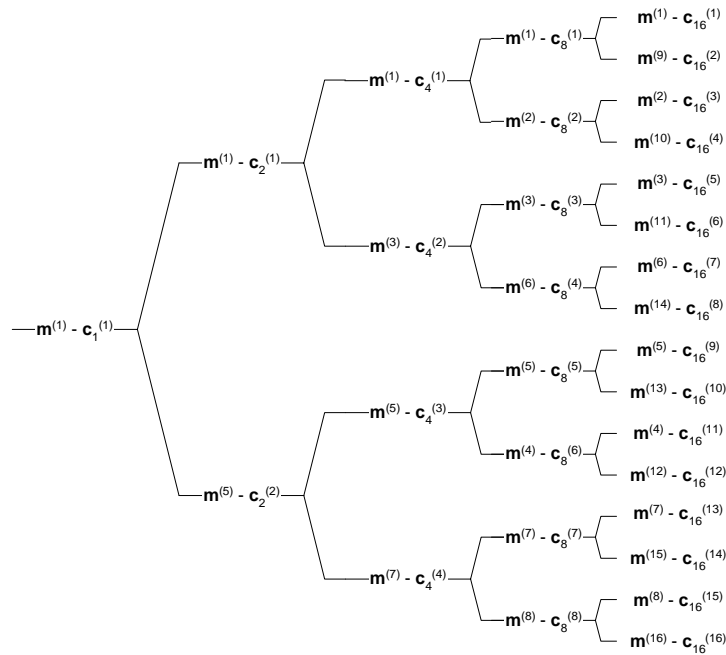 m(1) - c1(1)
m(1) - c2(1)
m(5) - c2(2)
m(1) - c4(1)
m(3) - c4(2)
m(5) - c4(3)
m(7) - c4(4)
m(1) - c8(1)
m(2) - c8(2)
m(3) - c8(3)
m(6) - c8(4)
m(5) - c8(5)
m(4) - c8(6)
m(7) - c8(7)
m(8) - c8(8)
m(1) - c16(1)
m(9) - c16(2)
m(2) - c16(3)
m(10) - c16(4)
m(3) - c16(5)
m(11) - c16(6)
m(6) - c16(7)
m(14) - c16(8)
m(5) - c16(9)
m(13) - c16(10)
m(4) - c16(11)
m(12) - c16(12)
m(7) - c16(13)
m(15) - c16(14)
m(8) - c16(15)
m(16) - c16(16)